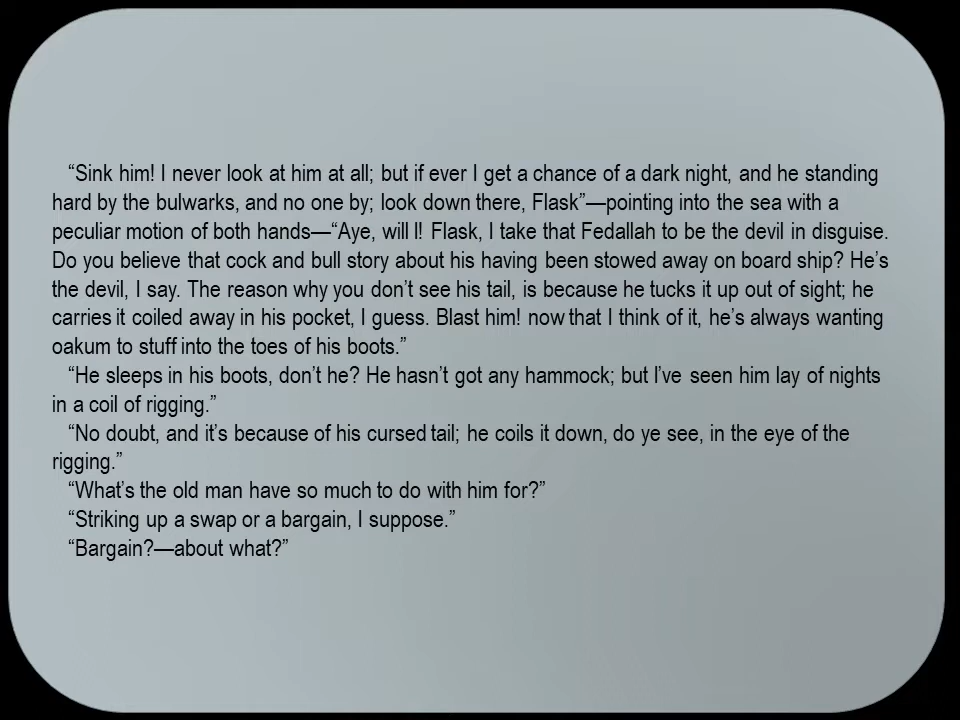 “Sink him! I never look at him at all; but if ever I get a chance of a dark night, and he standing
hard by the bulwarks, and no one by; look down there, Flask”—pointing into the sea with a
peculiar motion of both hands—“Aye, will I! Flask, I take that Fedallah to be the devil in disguise.
Do you believe that cock and bull story about his having been stowed away on board ship? He’s
the devil, I say. The reason why you don’t see his tail, is because he tucks it up out of sight; he
carries it coiled away in his pocket, I guess. Blast him! now that I think of it, he’s always wanting
oakum to stuff into the toes of his boots.”
“He sleeps in his boots, don’t he? He hasn’t got any hammock; but I’ve seen him lay of nights
in a coil of rigging.”
“No doubt, and it’s because of his cursed tail; he coils it down, do ye see, in the eye of the
rigging.”
“What’s the old man have so much to do with him for?”
“Striking up a swap or a bargain, I suppose.”
“Bargain?—about what?”